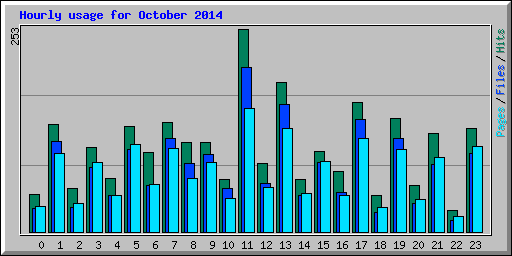 Hourly usage for October 2014
253
Pages / Files / Hits
0 1 2 3 4 5 6 7 8 9 10 11 12 13 14 15 16 17 18 19 20 21 22 23